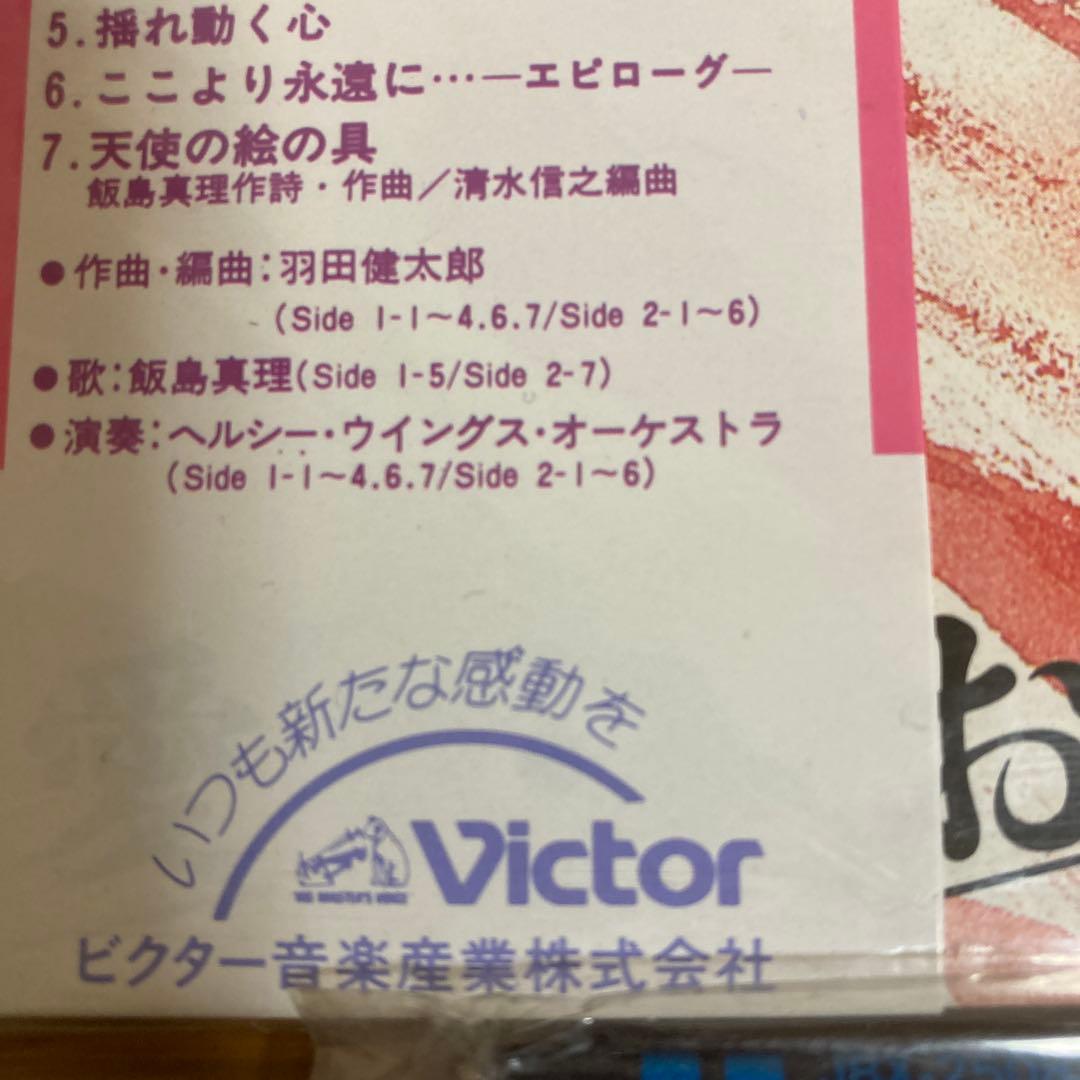 5.揺れ動く心
6.ここより永遠に…―エピローグ―
7.天使の絵の具
飯島真理作詩・作曲／清水信之編曲
●作曲・編曲：羽田健太郎
(Side 1-1～4.6.7/Side 2-1～6)
●歌：飯島真理(Side 1-5/Side 2-7)
●演奏：ヘルシー・ウイングス・オーケストラ
(Side 1-1～4.6.7/Side 2-1～6)
お
いつも新たな感動を
HIS MASTER'S VOICE
Victor
ビクター音楽産業株式会社